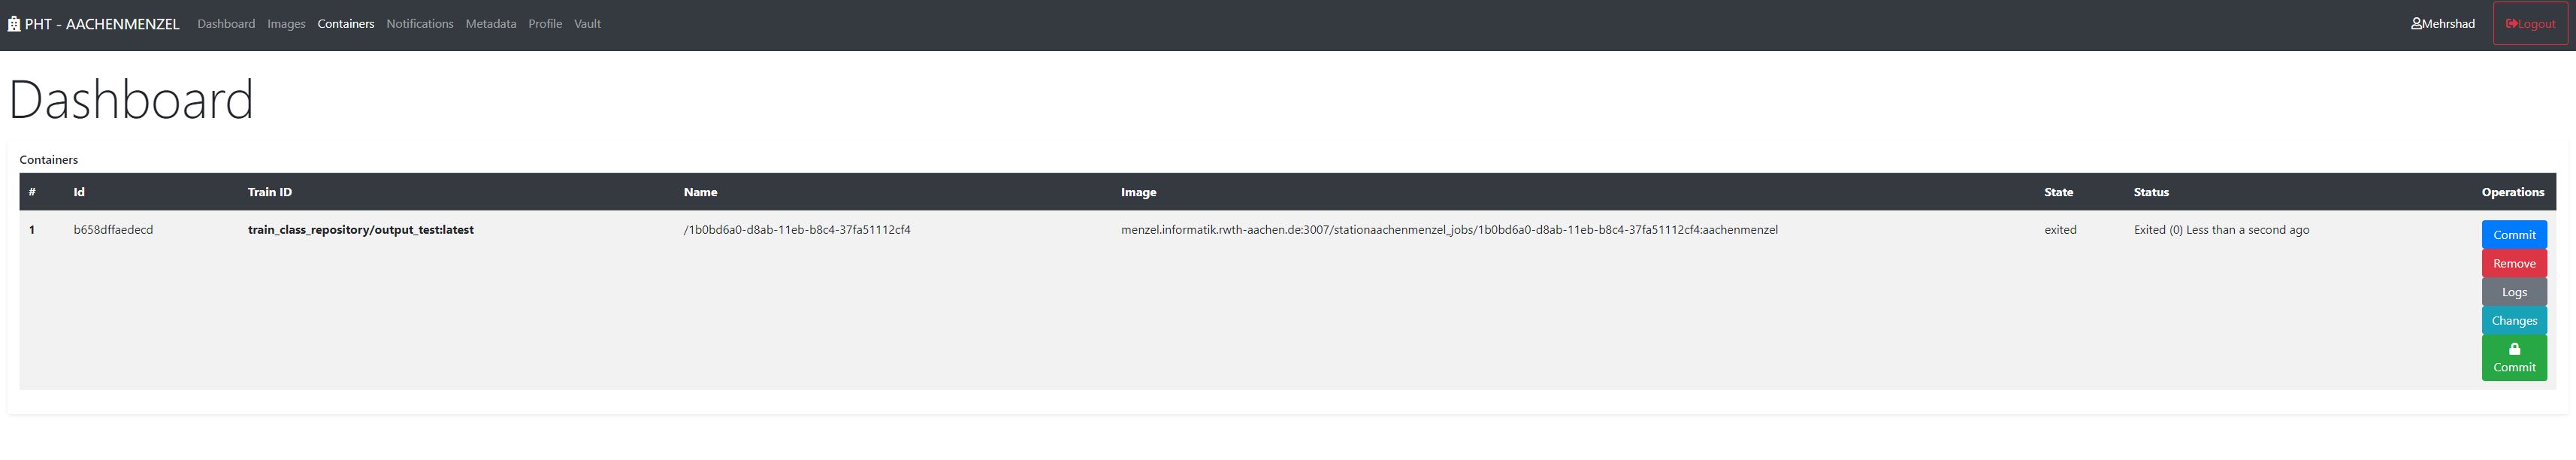 PHT - AACHENMENZEL Dashboard Images Containers Notifications Metadata Profile Vault Mehrshad Logout
Dashboard
Containers
# Id Train ID Name Image State Status Operations
1 b658dffaedecd train_class_repository/output_test:latest /1b0bd6a0-d8ab-11eb-b8c4-37fa51112cf4 menzel.informatik.rwth-aachen.de:3007/stationaachenmenzel_jobs/1b0bd6a0-d8ab-11eb-b8c4-37fa51112cf4:aachenmenzel exited Exited (0) Less than a second ago Commit
Remove
Logs
Changes
Commit